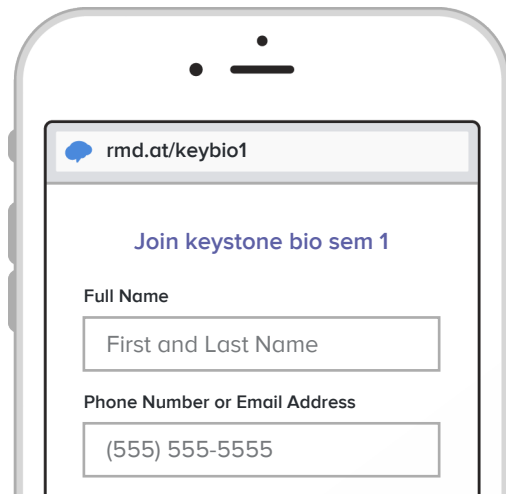 rmd.at/keybio1
Join keystone bio sem 1
Full Name
First and Last Name
Phone Number or Email Address
(555) 555-5555